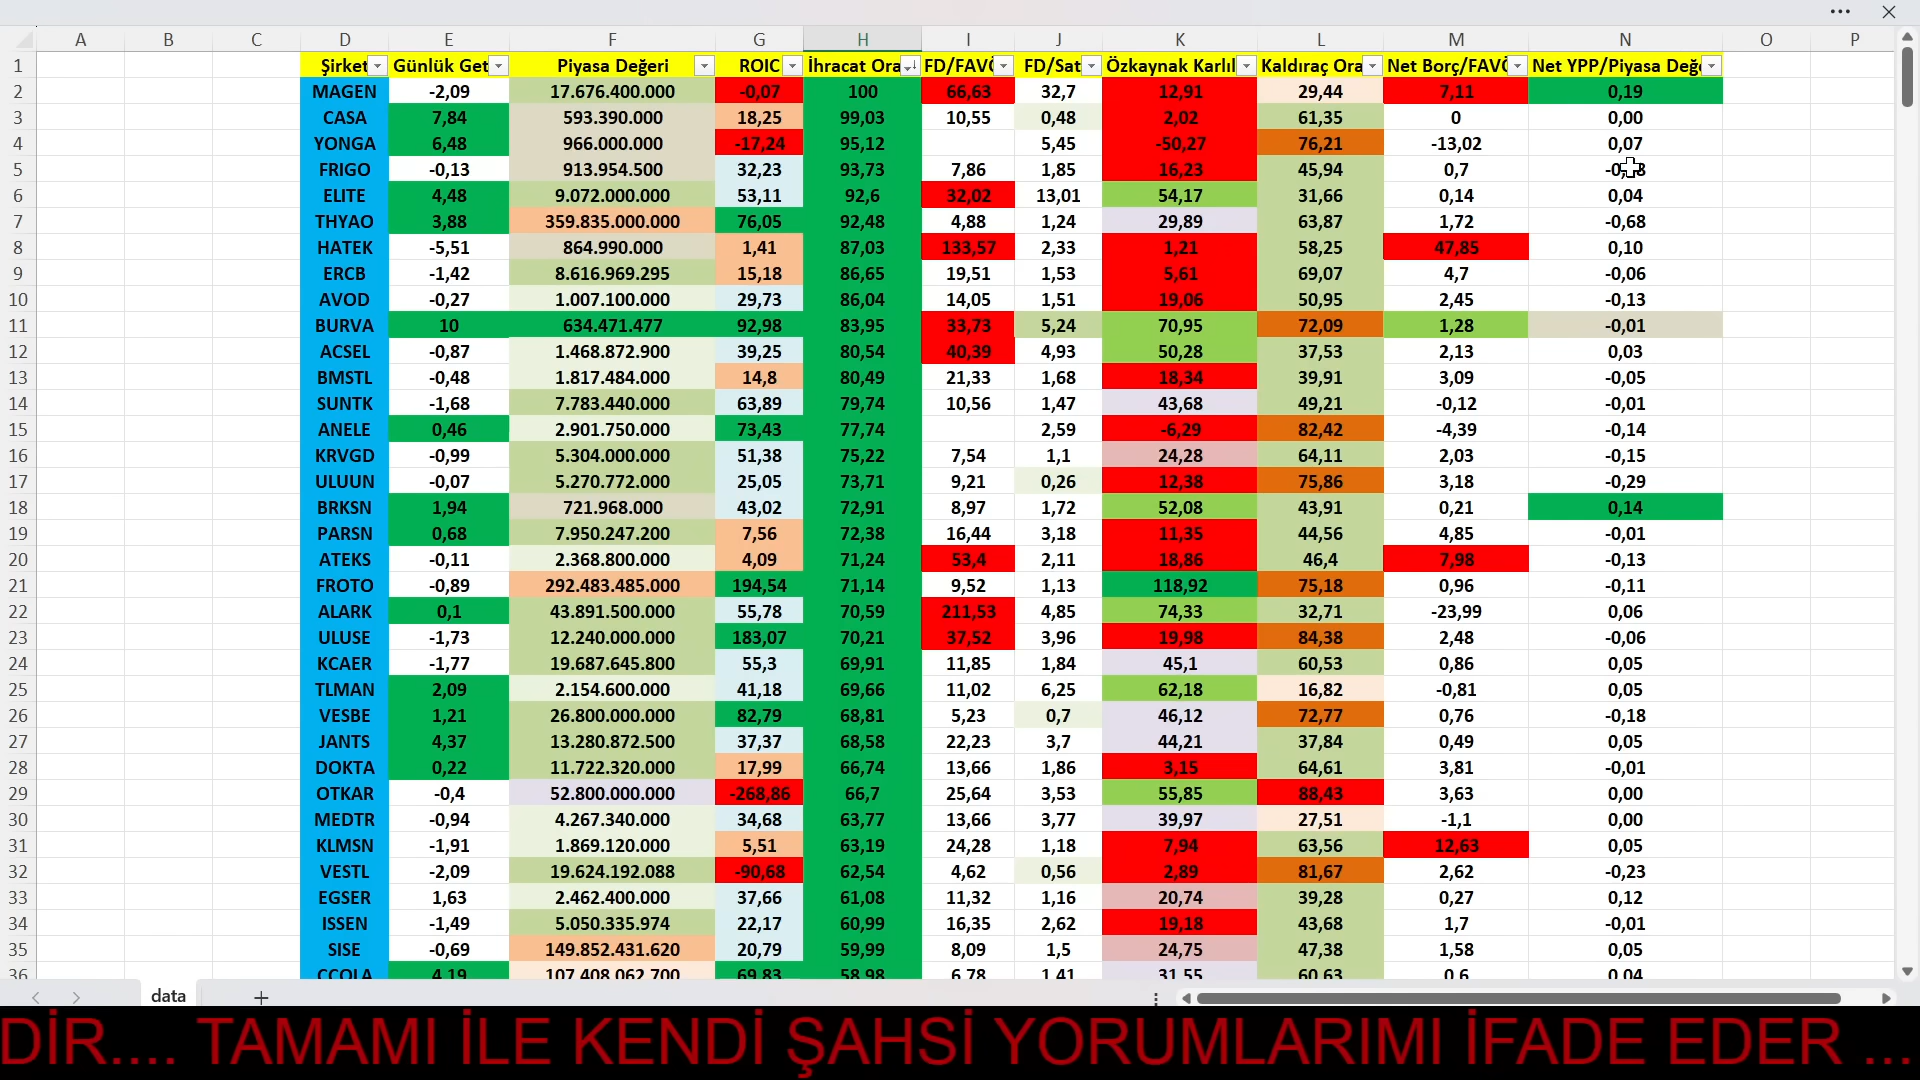 A B C D E F G H I J K L M N O P
1 Şirket Günlük Get Piyasa Değeri ROIC İhracat Ora FD/FAVÖ FD/Sat Özkaynak Karlıl Kaldıraç Ora Net Borç/FAVÖ Net YPP/Piyasa Değe
2 MAGEN -2,09 17.676.400.000 -0,07 100 66,63 32,7 12,91 29,44 7,11 0,19
3 CASA 7,84 593.390.000 18,25 99,03 10,55 0,48 2,02 61,35 0 0,00
4 YONGA 6,48 966.000.000 -17,24 95,12 5,45 -50,27 76,21 -13,02 0,07
5 FRIGO -0,13 913.954.500 32,23 93,73 7,86 1,85 16,23 45,94 0,7
6 ELITE 4,48 9.072.000.000 53,11 92,6 32,02 13,01 54,17 31,66 0,14 0,04
7 THYAO 3,88 359.835.000.000 76,05 92,48 4,88 1,24 29,89 63,87 1,72 -0,68
8 HATEK -5,51 864.990.000 1,41 87,03 133,57 2,33 1,21 58,25 47,85 0,10
9 ERCB -1,42 8.616.969.295 15,18 86,65 19,51 1,53 5,61 69,07 4,7 -0,06
10 AVOD -0,27 1.007.100.000 29,73 86,04 14,05 1,51 19,06 50,95 2,45 -0,13
11 BURVA 10 634.471.477 92,98 83,95 33,73 5,24 70,95 72,09 1,28 -0,01
12 ACSEL -0,87 1.468.872.900 39,25 80,54 40,39 4,93 50,28 37,53 2,13 0,03
13 BMSTL -0,48 1.817.484.000 14,8 80,49 21,33 1,68 18,34 39,91 3,09 -0,05
14 SUNTK -1,68 7.783.440.000 63,89 79,74 10,56 1,47 43,68 49,21 -0,12 -0,01
15 ANELE 0,46 2.901.750.000 73,43 77,74 2,59 -6,29 82,42 -4,39 -0,14
16 KRVGD -0,99 5.304.000.000 51,38 75,22 7,54 1,1 24,28 64,11 2,03 -0,15
17 ULUUN -0,07 5.270.772.000 25,05 73,71 9,21 0,26 12,38 75,86 3,18 -0,29
18 BRKSN 1,94 721.968.000 43,02 72,91 8,97 1,72 52,08 43,91 0,21 0,14
19 PARSN 0,68 7.950.247.200 7,56 72,38 16,44 3,18 11,35 44,56 4,85 -0,01
20 ATEKS -0,11 2.368.800.000 4,09 71,24 53,4 2,11 18,86 46,4 7,98 -0,13
21 FROTO -0,89 292.483.485.000 194,54 71,14 9,52 1,13 118,92 75,18 0,96 -0,11
22 ALARK 0,1 43.891.500.000 55,78 70,59 211,53 4,85 74,33 32,71 -23,99 0,06
23 ULUSE -1,73 12.240.000.000 183,07 70,21 37,52 3,96 19,98 84,38 2,48 -0,06
24 KCAER -1,77 19.687.645.800 55,3 69,91 11,85 1,84 45,1 60,53 0,86 0,05
25 TLMAN 2,09 2.154.600.000 41,18 69,66 11,02 6,25 62,18 16,82 -0,81 0,05
26 VESBE 1,21 26.800.000.000 82,79 68,81 5,23 0,7 46,12 72,77 0,76 -0,18
27 JANTS 4,37 13.280.872.500 37,37 68,58 22,23 3,7 44,21 37,84 0,49 0,05
28 DOKTA 0,22 11.722.320.000 17,99 66,74 13,66 1,86 3,15 64,61 3,81 -0,01
29 OTKAR -0,4 52.800.000.000 -268,86 66,7 25,64 3,53 55,85 88,43 3,63 0,00
30 MEDTR -0,94 4.267.340.000 34,68 63,77 13,66 3,77 39,97 27,51 -1,1 0,00
31 KLMSN -1,91 1.869.120.000 5,51 63,19 24,28 1,18 7,94 63,56 12,63 0,05
32 VESTL -2,09 19.624.192.088 -90,68 62,54 4,62 0,56 2,89 81,67 2,62 -0,23
33 EGSER 1,63 2.462.400.000 37,66 61,08 11,32 1,16 20,74 39,28 0,27 0,12
34 ISSEN -1,49 5.050.335.974 22,17 60,99 16,35 2,62 19,18 43,68 1,7 -0,01
35 SISE -0,69 149.852.431.620 20,79 59,99 8,09 1,5 24,75 47,38 1,58 0,05
36 CCOLA 4,19 107.408.062.700 69,83 58,98 6,78 1,41 31,55 60,63 0,6 0,04
data
DİR.... TAMAMI İLE KENDİ ŞAHSİ YORUMLARIMI İFADE EDER ...